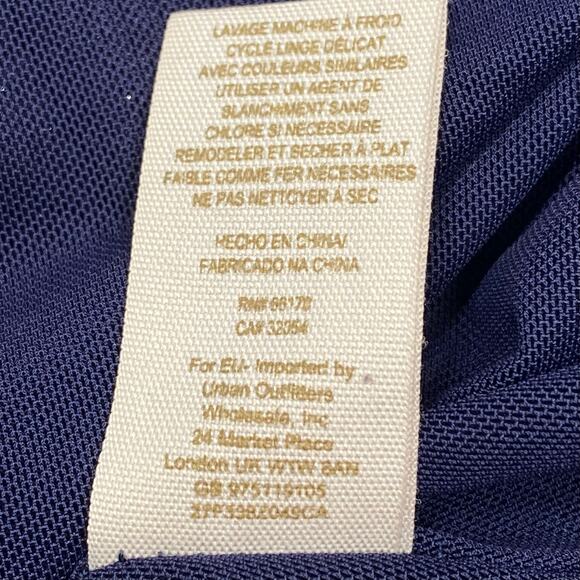 LAVAGE MACHINE À FROID
CYCLE LINGE DÉLICAT
AVEC COULEURS SIMILAIRES
UTILISER UN AGENT DE
BLANCHIMENT SANS
CHLORE SI NÉCESSAIRE
REMODELER ET SECHER À PLAT
FAIBLE COMME FER NECESSAIRES
NE PAS NETTOYER À SEC
HECHO EN CHINA/
FABRICADO NA CHINA
RN# 66170
CA# 32054
For EU- Imported by
Urban Outfitters
Wholesale, Inc
24 Market Place
London UK W1W 8AN
GB 975119105